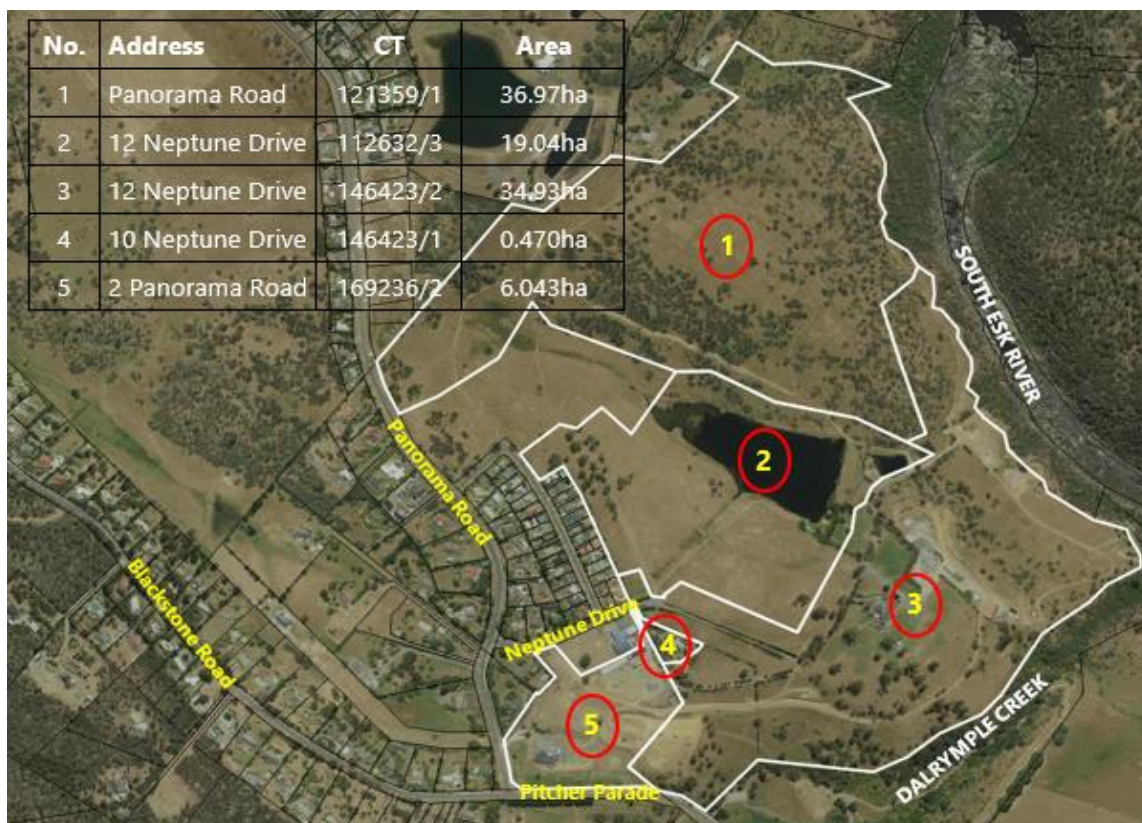 No. Address CT Area
1 Panorama Road 121359/1 36.97ha
2 12 Neptune Drive 112632/3 19.04ha
3 12 Neptune Drive 146423/2 34.93ha
4 10 Neptune Drive 146423/1 0.470ha
5 2 Panorama Road 169236/2 6.043ha
1
SOUTH ESK RIVER
Panorama Road
2
Blackstone Road
3
Neptune Drive
4
5
DALRYMPLE CREEK
Pitcher Parade